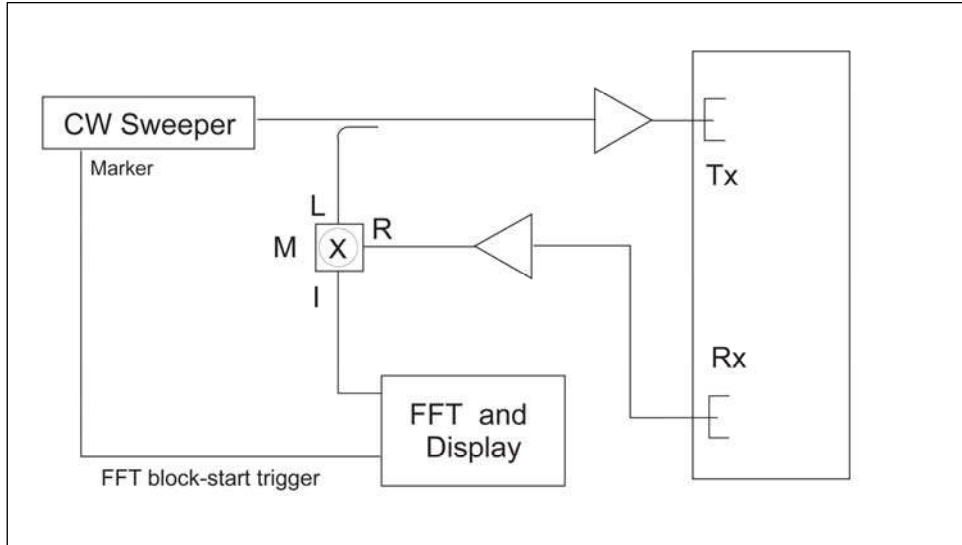 CW Sweeper
Marker
Tx
L
R
M
X
I
Rx
FFT and
Display
FFT block-start trigger